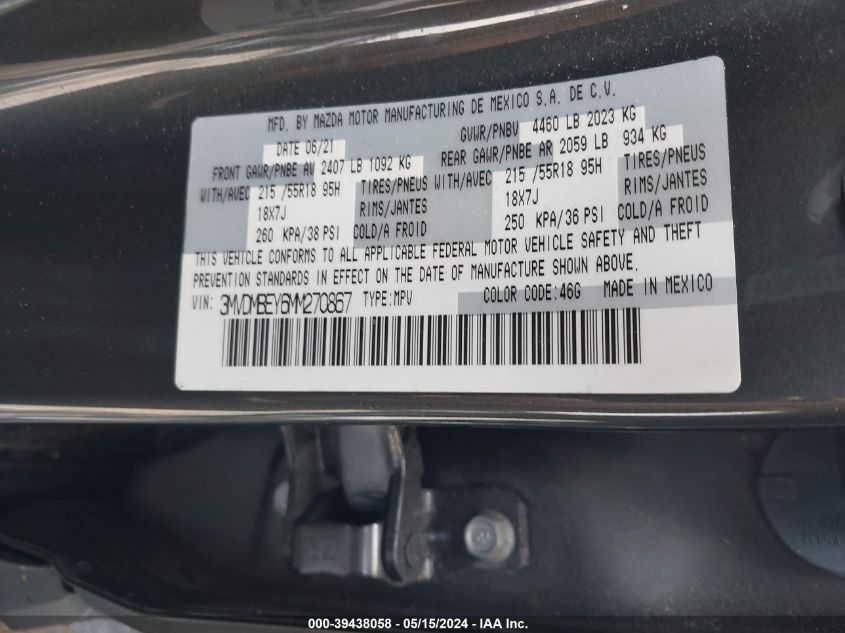 MFD. BY MAZDA MOTOR MANUFACTURING DE MEXICO S.A. DE C.V.
DATE 06/21 GVWR/PNBV 4460 LB 2023 KG
FRONT GAWR/PNBE AV 2407 LB 1092 KG REAR GAWR/PNBE AR 2059 LB 934 KG
WITH/AVEC 215 /55R18 95H TIRES/PNEUS WITH/AVEC 215 /55R18 95H TIRES/PNEUS
18X7J RIMS/JANTES 18X7J RIMS/JANTES
260 KPA/38 PSI COLD/A FROID 250 KPA/36 PSI COLD/A FROID
THIS VEHICLE CONFORMS TO ALL APPLICABLE FEDERAL MOTOR VEHICLE SAFETY AND THEFT
PREVENTION STANDARDS IN EFFECT ON THE DATE OF MANUFACTURE SHOWN ABOVE.
VIN: 3MVDMBEY6MM270867 TYPE:MPV COLOR CODE:46G MADE IN MEXICO
000-39438058 - 05/15/2024 - IAA Inc.